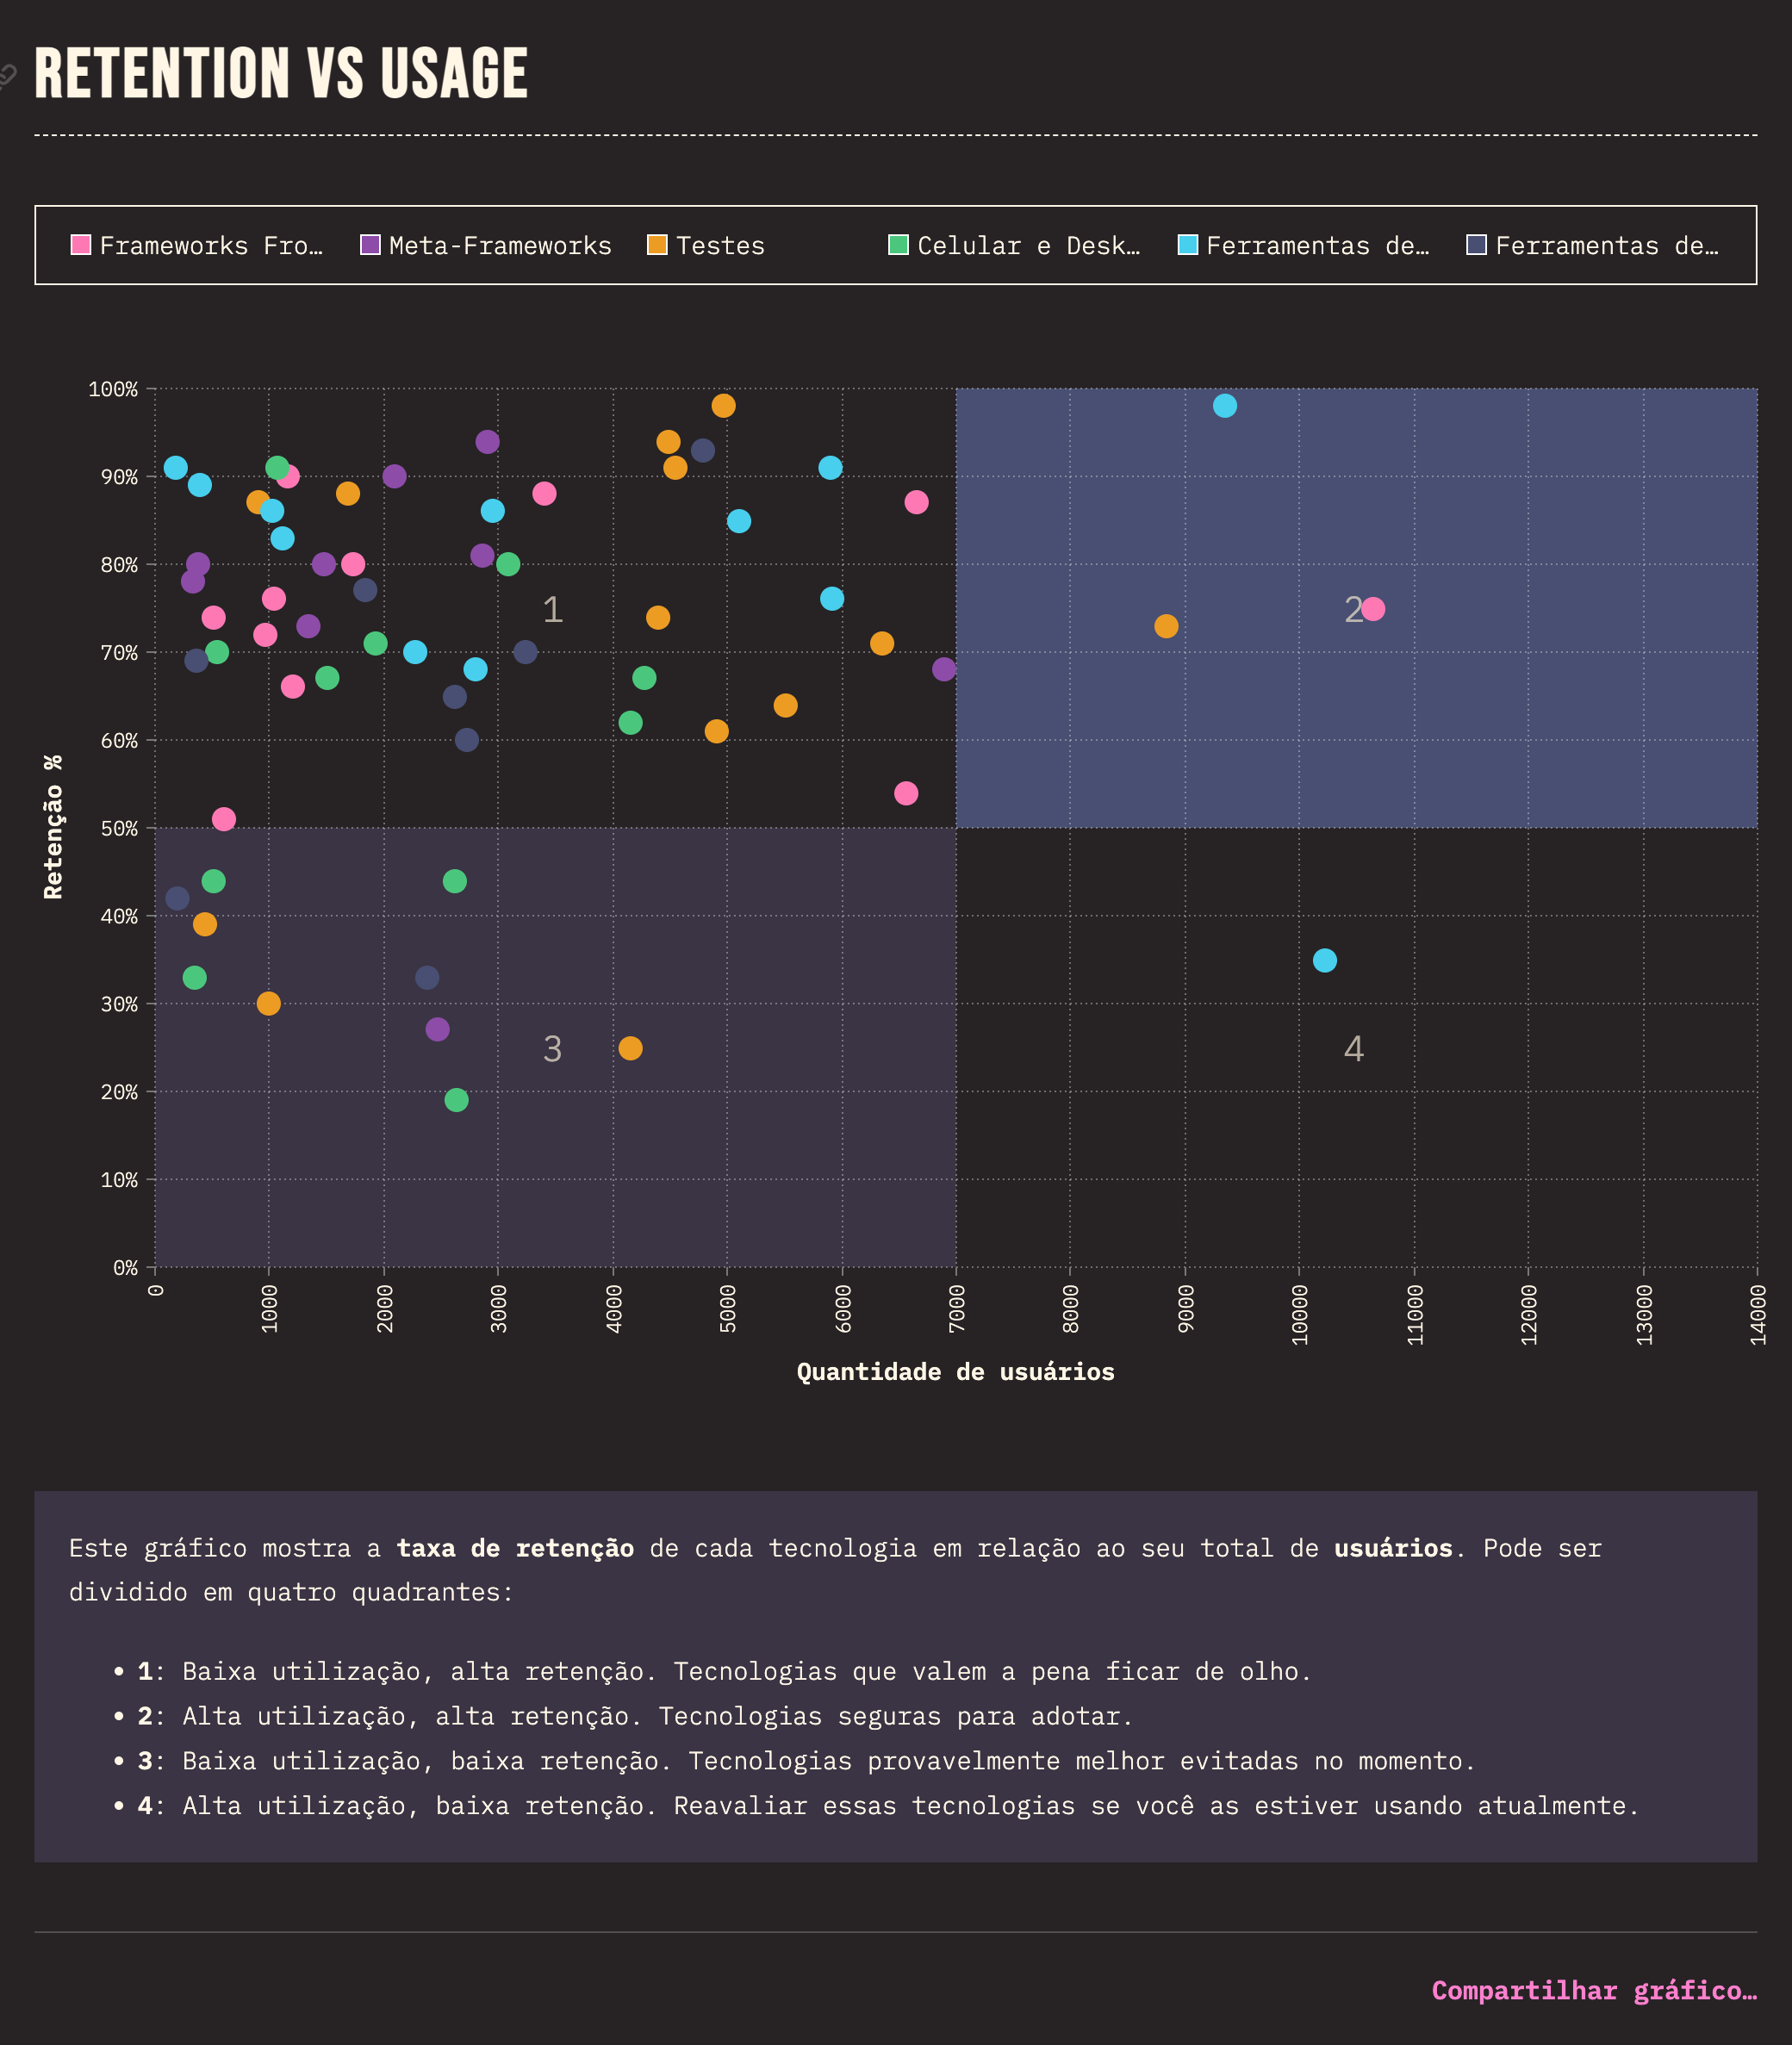 RETENTION VS USAGE
Frameworks Fro… Meta-Frameworks Testes Celular e Desk… Ferramentas de… Ferramentas de…
100%
90%
80%
70%
60%
50%
40%
30%
20%
10%
0%
Retenção %
1 2
3 4
0 1000 2000 3000 4000 5000 6000 7000 8000 9000 10000 11000 12000 13000 14000
Quantidade de usuários
Este gráfico mostra a taxa de retenção de cada tecnologia em relação ao seu total de usuários. Pode ser
dividido em quatro quadrantes:
• 1: Baixa utilização, alta retenção. Tecnologias que valem a pena ficar de olho.
• 2: Alta utilização, alta retenção. Tecnologias seguras para adotar.
• 3: Baixa utilização, baixa retenção. Tecnologias provavelmente melhor evitadas no momento.
• 4: Alta utilização, baixa retenção. Reavaliar essas tecnologias se você as estiver usando atualmente.
Compartilhar gráfico…